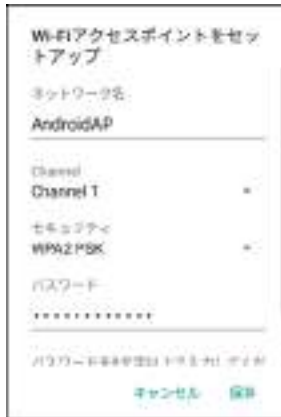 Wi-Fiアクセスポイントをセッ
トアップ
ネットワーク名
AndroidAP
Channel
Channel 1
セキュリティ
WPA2 PSK
パスワード
••••••••••••
キャンセル 保存